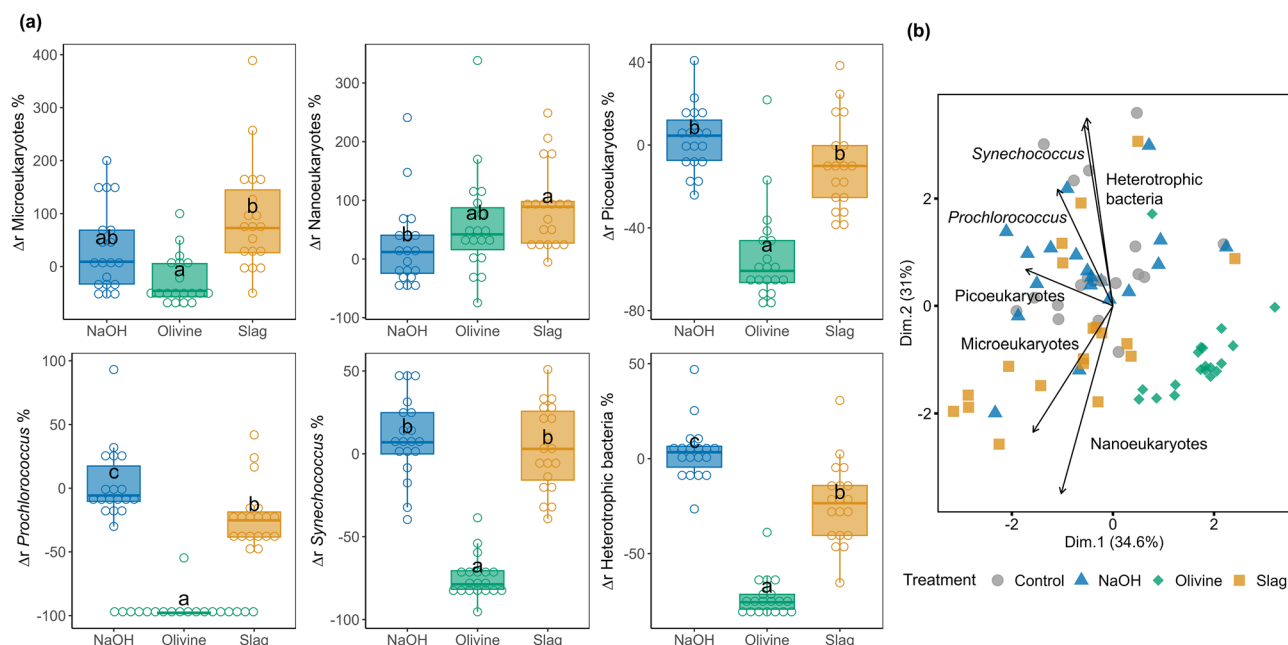 (a)
Δr Microeukaryotes %
400
300
200
100
0
ab
a
b
NaOH
Olivine
Slag
Δr Nanoeukaryotes %
300
200
100
0
-100
b
ab
a
NaOH
Olivine
Slag
Δr Picoeukaryotes %
40
0
-40
-80
b
a
b
NaOH
Olivine
Slag
Δr Prochlorococcus %
100
50
0
-50
-100
c
a
b
NaOH
Olivine
Slag
Δr Synechococcus %
50
0
-50
-100
b
a
b
NaOH
Olivine
Slag
Δr Heterotrophic bacteria %
50
0
-50
c
a
b
NaOH
Olivine
Slag
(b)
Dim.2 (31%)
2
0
-2
Synechococcus
Heterotrophic
bacteria
Prochlorococcus
Picoeukaryotes
Microeukaryotes
Nanoeukaryotes
-2
0
2
Dim.1 (34.6%)
Treatment
Control
NaOH
Olivine
Slag